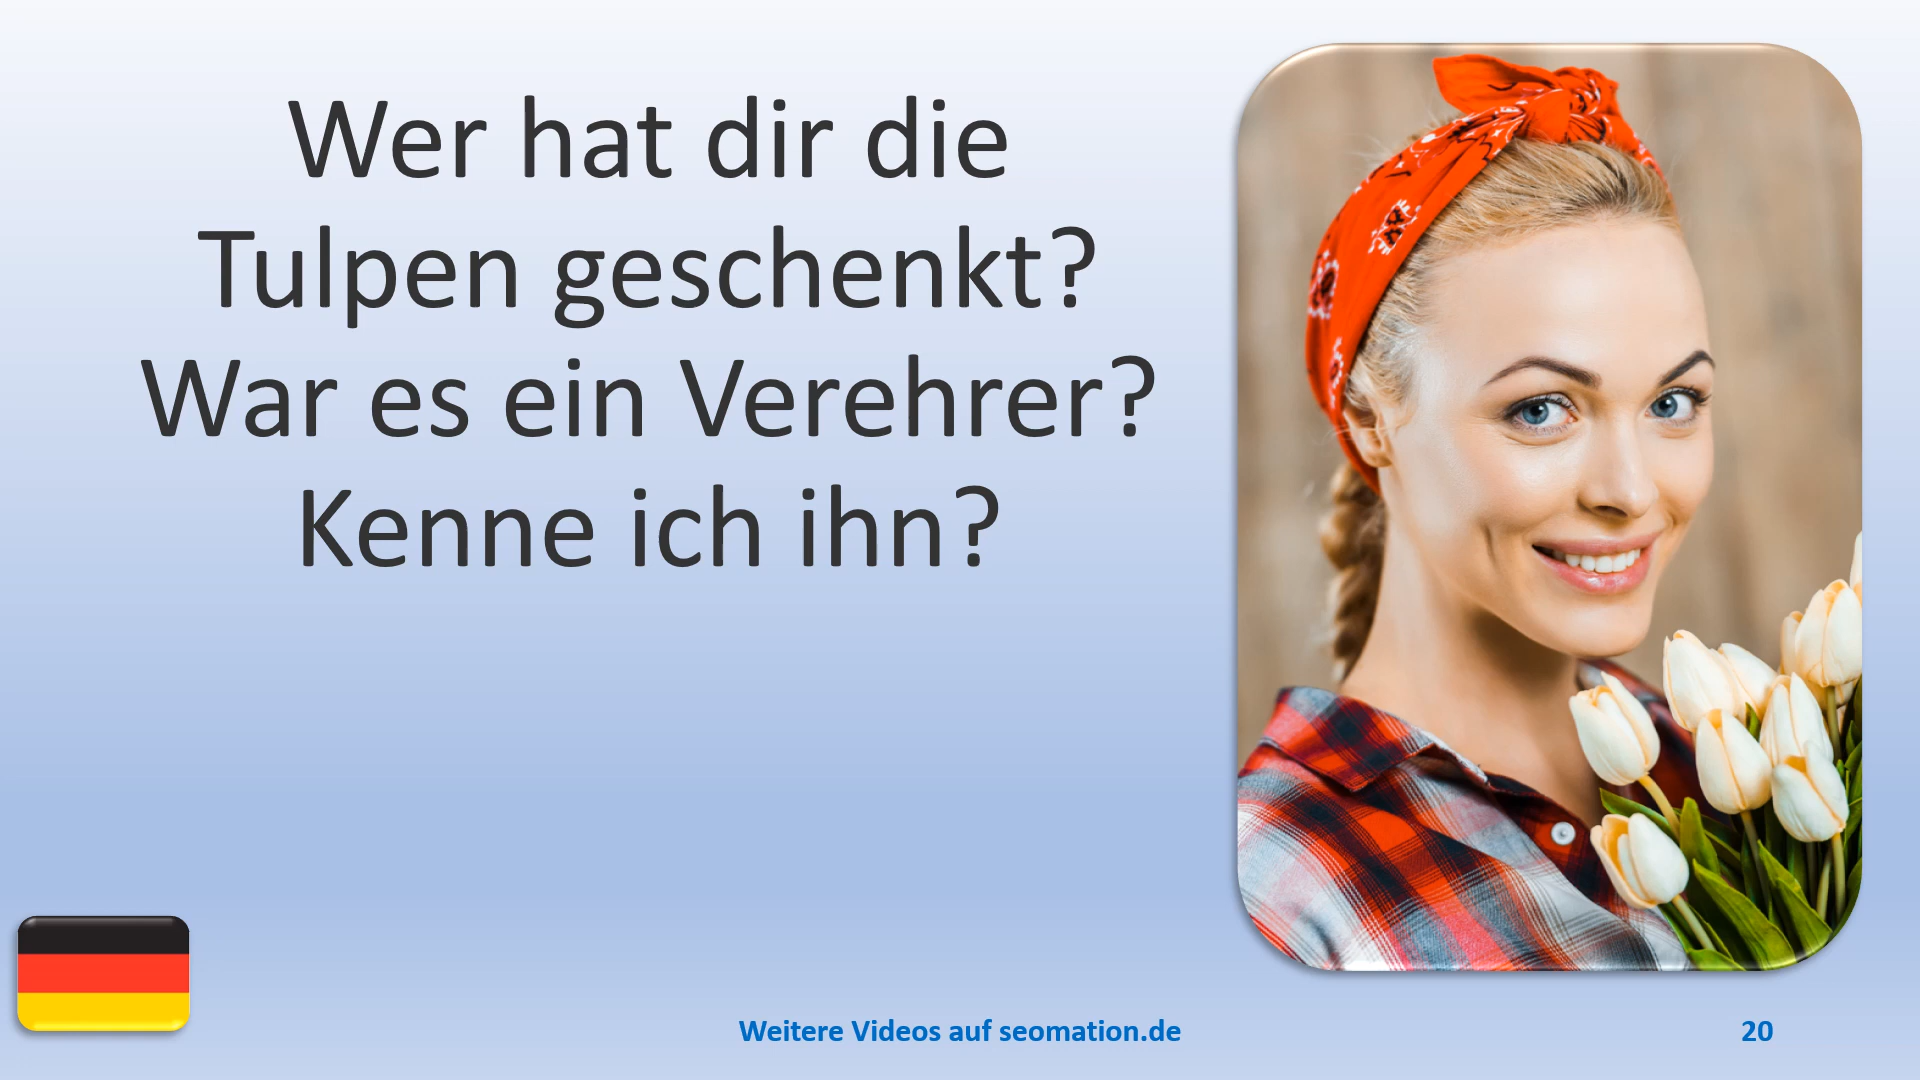 Wer hat dir die
Tulpen geschenkt?
War es ein Verehrer?
Kenne ich ihn?
Weitere Videos auf seomation.de
20